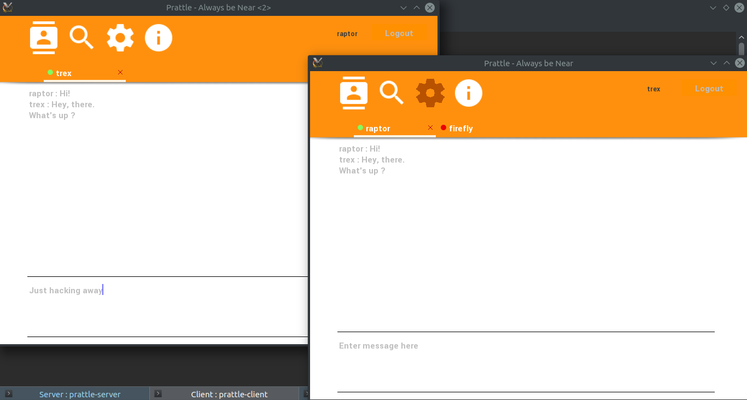 Prattle - Always be Near <2>
raptor
Logout
trex
raptor : Hi!
trex : Hey, there.
What's up ?
Just hacking away
Prattle - Always be Near
trex
Logout
raptor
firefly
raptor : Hi!
trex : Hey, there.
What's up ?
Enter message here
Server : prattle-server
Client : prattle-client